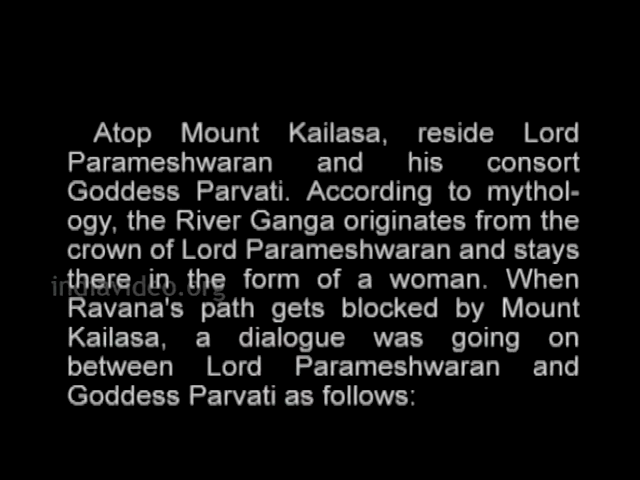 Atop Mount Kailasa, reside Lord
Parameshwaran and his consort
Goddess Parvati. According to mythol-
ogy, the River Ganga originates from the
crown of Lord Parameshwaran and stays
there in the form of a woman. When
indiavideo.org
Ravana's path gets blocked by Mount
Kailasa, a dialogue was going on
between Lord Parameshwaran and
Goddess Parvati as follows: